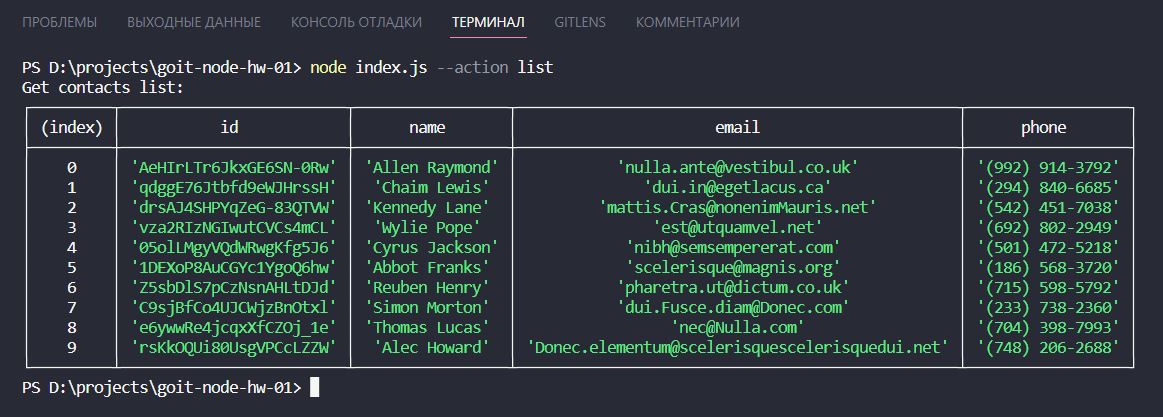 ПРОБЛЕМЫ ВЫХОДНЫЕ ДАННЫЕ КОНСОЛЬ ОТЛАДКИ ТЕРМИНАЛ GITLENS КОММЕНТАРИИ
PS D:\projects\goit-node-hw-01> node index.js --action list
Get contacts list:
(index) id name email phone
0 'AeHIrLTr6JkxGE6SN-0Rw' 'Allen Raymond' 'nulla.ante@vestibul.co.uk' '(992) 914-3792'
1 'qdggE76Jtbfd9eWJHrssH' 'Chaim Lewis' 'dui.in@egetlacus.ca' '(294) 840-6685'
2 'drsAJ4SHPYqZeG-83QTVW' 'Kennedy Lane' 'mattis.Cras@nonenimMauris.net' '(542) 451-7038'
3 'vza2RIzNGIwutCVCs4mCL' 'Wylie Pope' 'est@utquamvel.net' '(692) 802-2949'
4 '05olLMgyVQdWRwgKfg5J6' 'Cyrus Jackson' 'nibh@semsempererat.com' '(501) 472-5218'
5 '1DEXoP8AuCGYc1YgoQ6hw' 'Abbot Franks' 'scelerisque@magnis.org' '(186) 568-3720'
6 'Z5sbDlS7pCzNsnAHLtDJd' 'Reuben Henry' 'pharetra.ut@dictum.co.uk' '(715) 598-5792'
7 'C9sjBfCo4UJCWjzBnOtxl' 'Simon Morton' 'dui.Fusce.diam@Donec.com' '(233) 738-2360'
8 'e6ywwRe4jcqxXfCZOj_1e' 'Thomas Lucas' 'nec@Nulla.com' '(704) 398-7993'
9 'rsKkOQUi80UsgVPCcLZZW' 'Alec Howard' 'Donec.elementum@scelerisquescelerisquedui.net' '(748) 206-2688'
PS D:\projects\goit-node-hw-01>